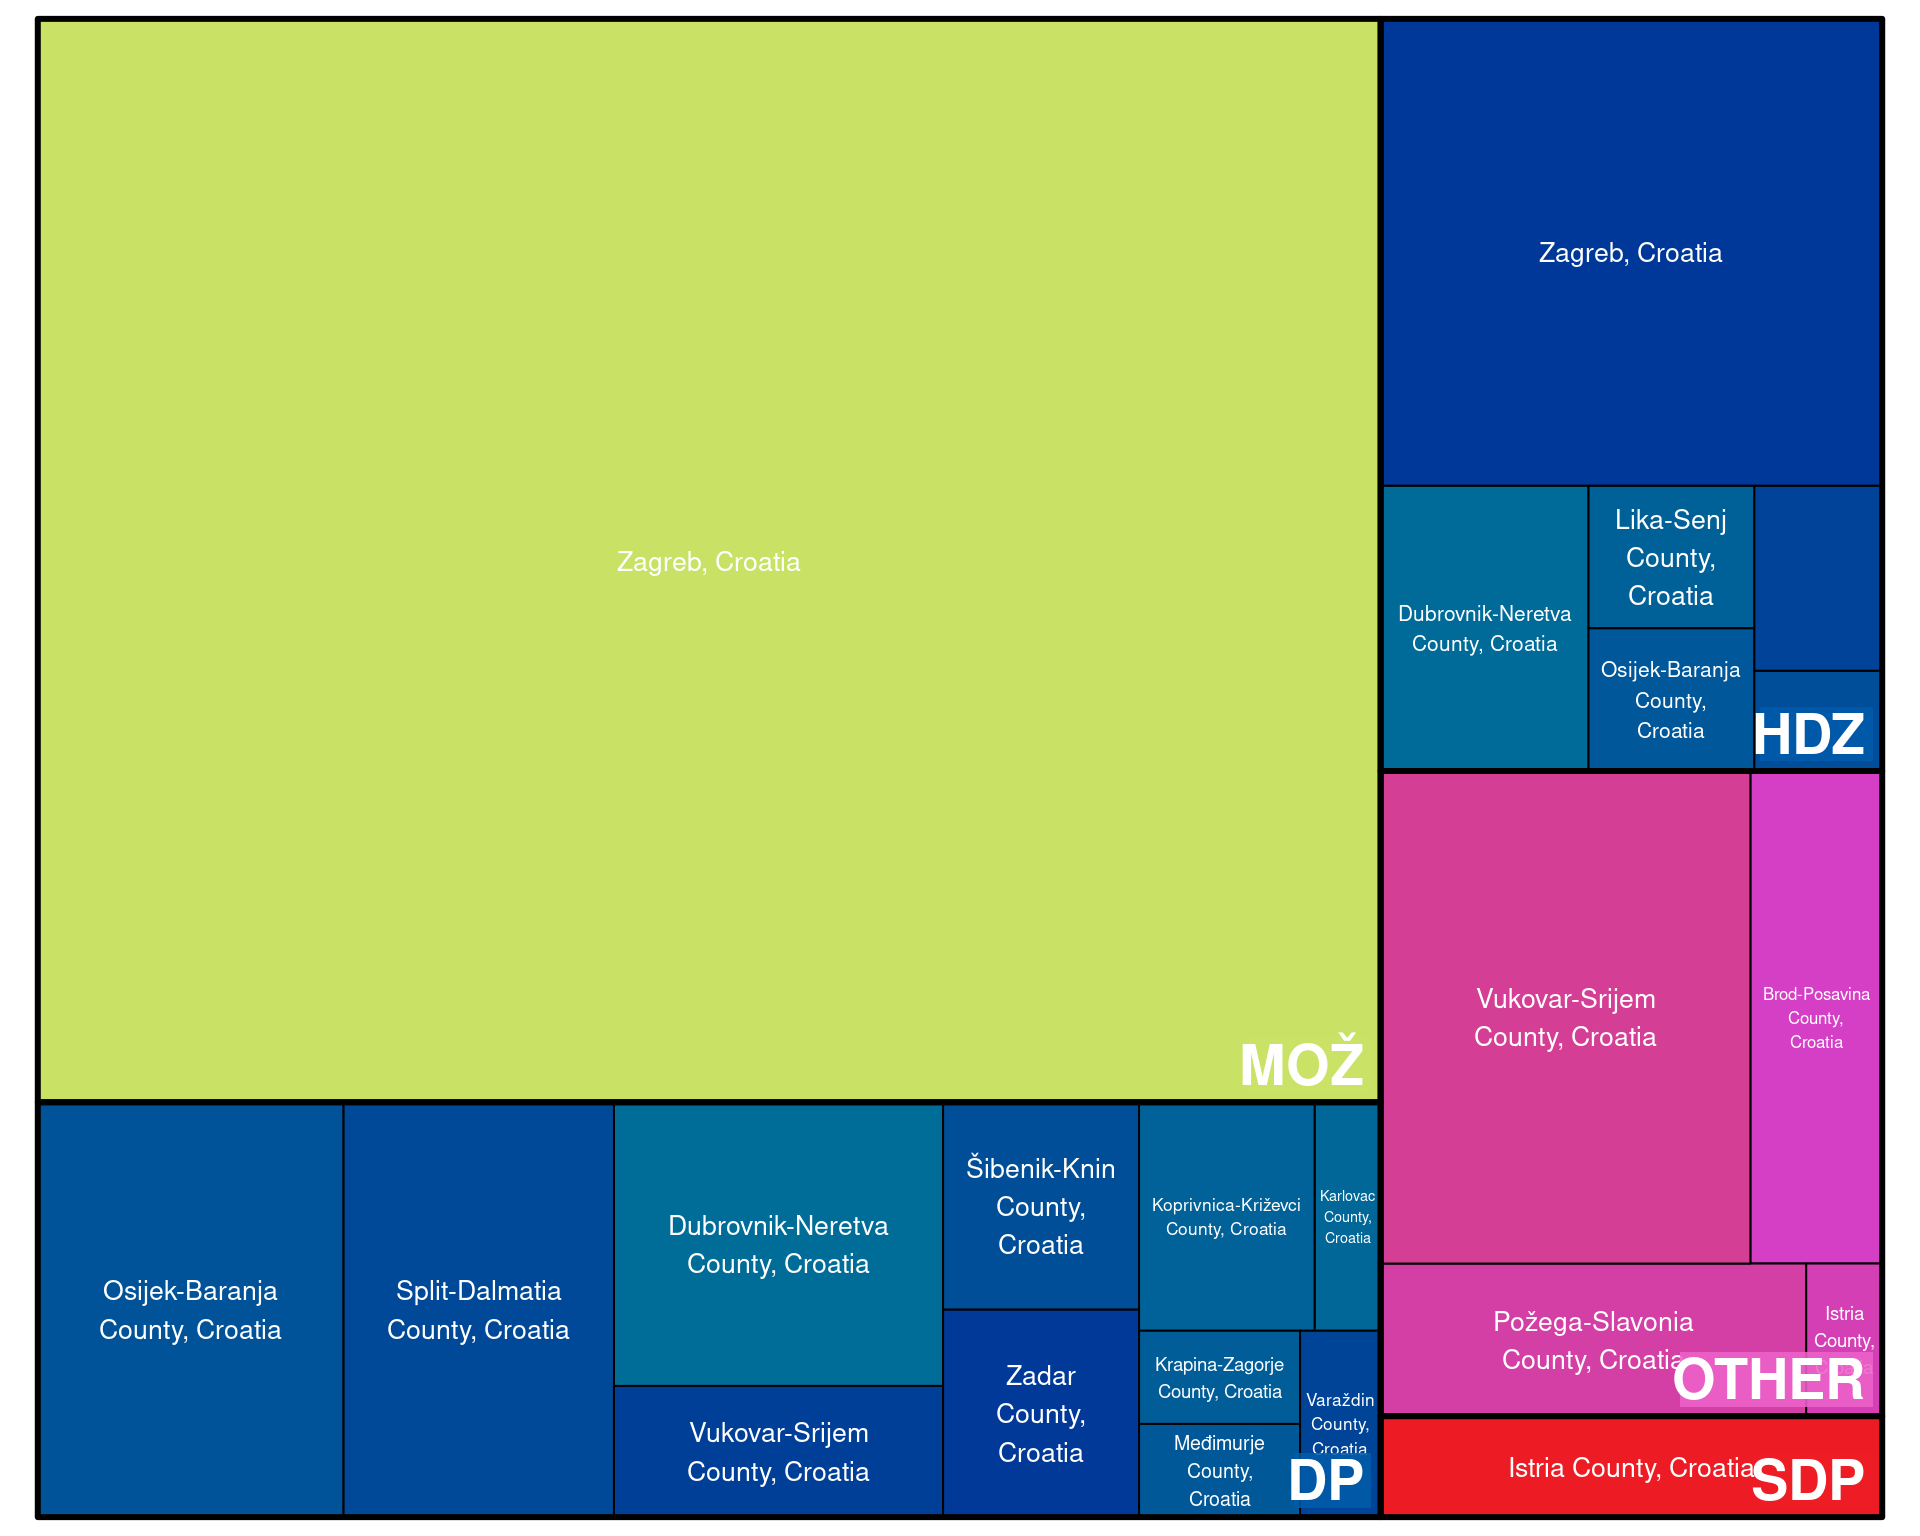 Zagreb, Croatia
MOŽ
Zagreb, Croatia
Dubrovnik-Neretva
County, Croatia
Lika-Senj
County,
Croatia
Osijek-Baranja
County,
Croatia
HDZ
Vukovar-Srijem
County, Croatia
Brod-Posavina
County,
Croatia
Požega-Slavonia
County, Croatia
Istria
County,
OTHER
Istria County, Croatia
SDP
Osijek-Baranja
County, Croatia
Split-Dalmatia
County, Croatia
Dubrovnik-Neretva
County, Croatia
Vukovar-Srijem
County, Croatia
Šibenik-Knin
County,
Croatia
Zadar
County,
Croatia
Koprivnica-Križevci
County, Croatia
Karlovac
County,
Croatia
Krapina-Zagorje
County, Croatia
Međimurje
County,
Croatia
Varaždin
County,
Croatia
DP